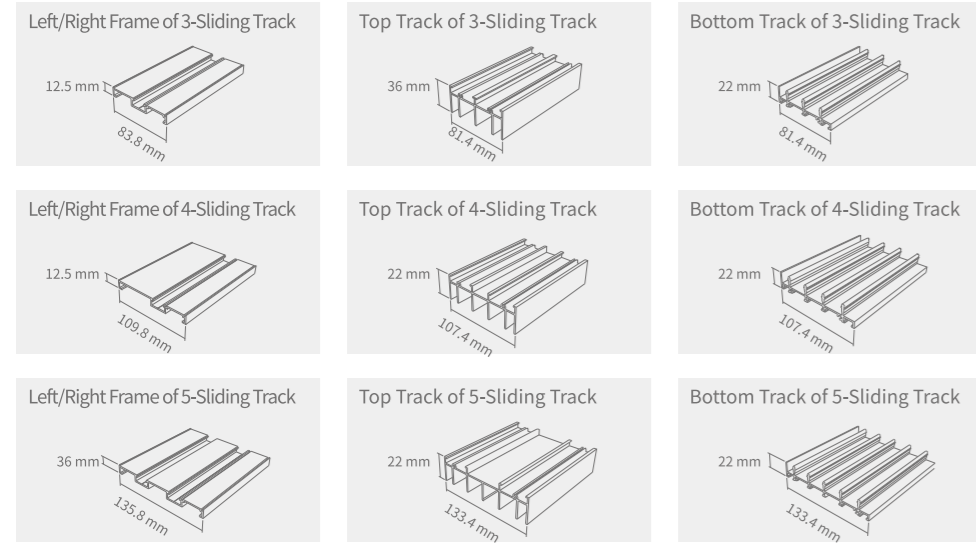 Left/Right Frame of 3-Sliding Track
12.5 mm
83.8 mm
Top Track of 3-Sliding Track
36 mm
81.4 mm
Bottom Track of 3-Sliding Track
22 mm
81.4 mm
Left/Right Frame of 4-Sliding Track
12.5 mm
109.8 mm
Top Track of 4-Sliding Track
22 mm
107.4 mm
Bottom Track of 4-Sliding Track
22 mm
107.4 mm
Left/Right Frame of 5-Sliding Track
36 mm
135.8 mm
Top Track of 5-Sliding Track
22 mm
133.4 mm
Bottom Track of 5-Sliding Track
22 mm
133.4 mm